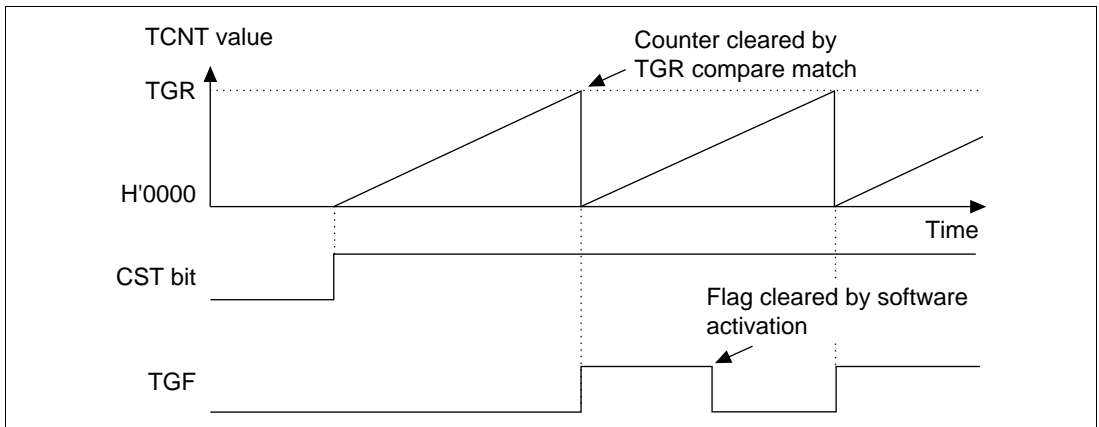 TCNT value
Counter cleared by
TGR compare match
TGR
H'0000
Time
CST bit
Flag cleared by software
activation
TGF